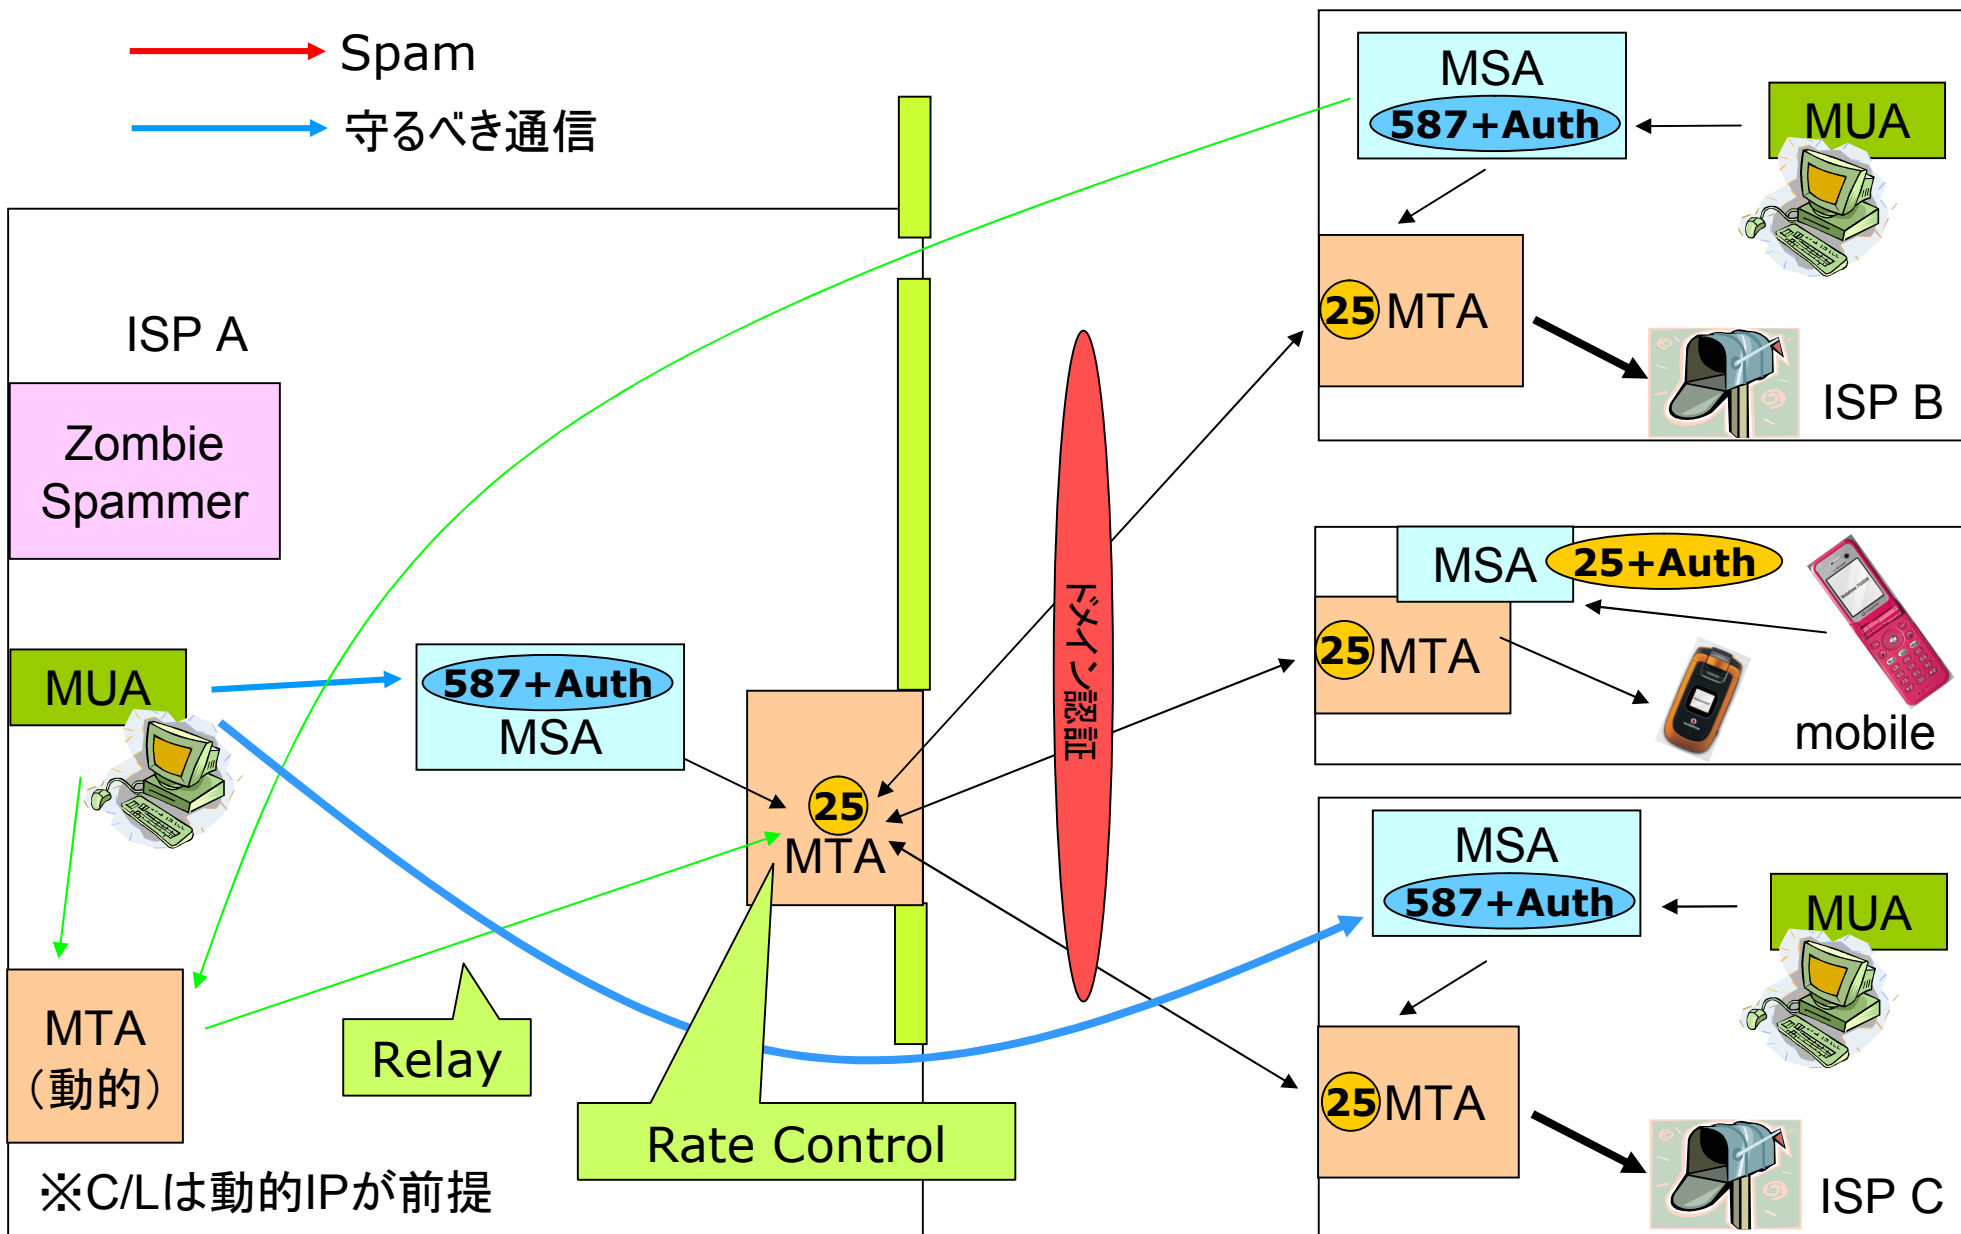 Spam
守るべき通信
ISP A
Zombie
Spammer
MUA
587+Auth
MSA
25
MTA
MTA
（動的）
Relay
Rate Control
※C/Lは動的IPが前提
ドメイン認証
MSA
587+Auth
MUA
25 MTA
ISP B
MSA 25+Auth
25 MTA
mobile
MSA
587+Auth
MUA
25 MTA
ISP C